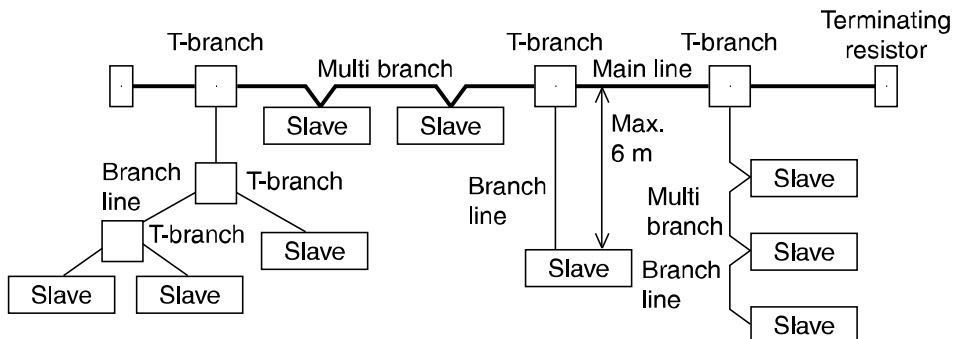 Terminating
resistor
T-branch
T-branch
T-branch
Multi branch
Main line
Slave
Slave
Max.
6 m
Branch
line
T-branch
T-branch
Slave
Slave
Slave
Branch
line
Slave
Multi
branch
Branch
line
Slave
Slave
Slave